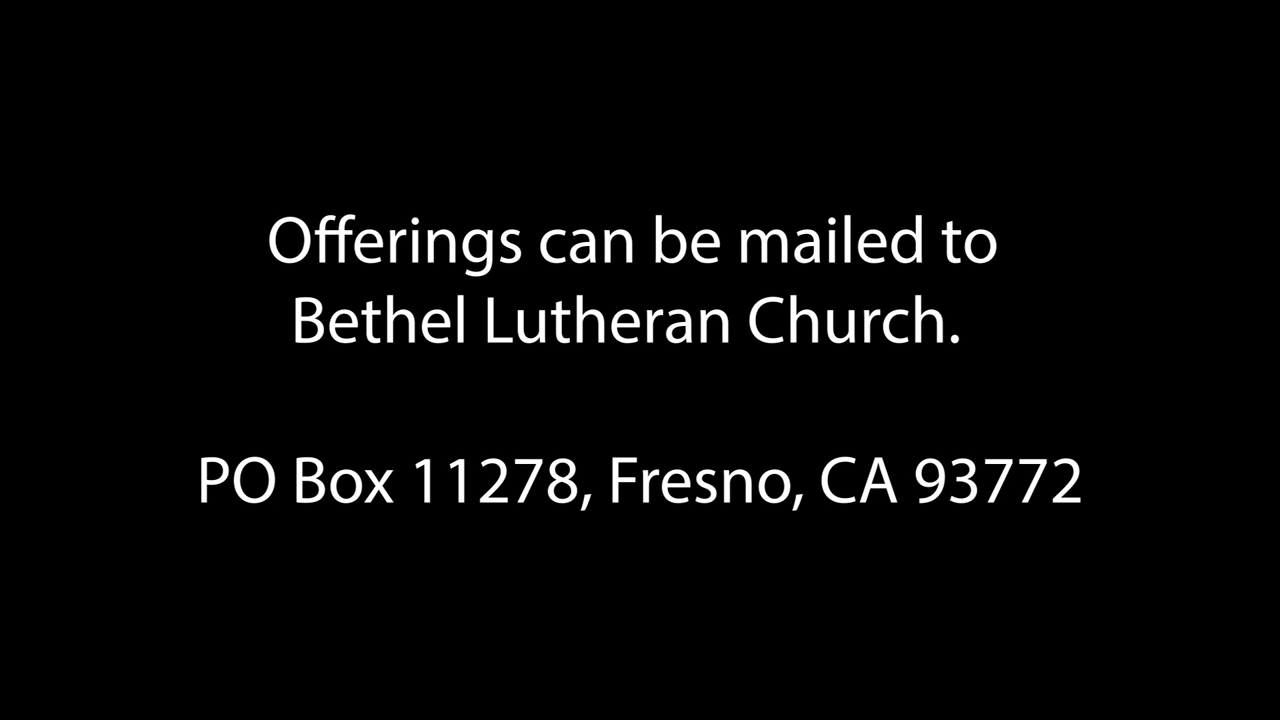 Offerings can be mailed to
Bethel Lutheran Church.
PO Box 11278, Fresno, CA 93772